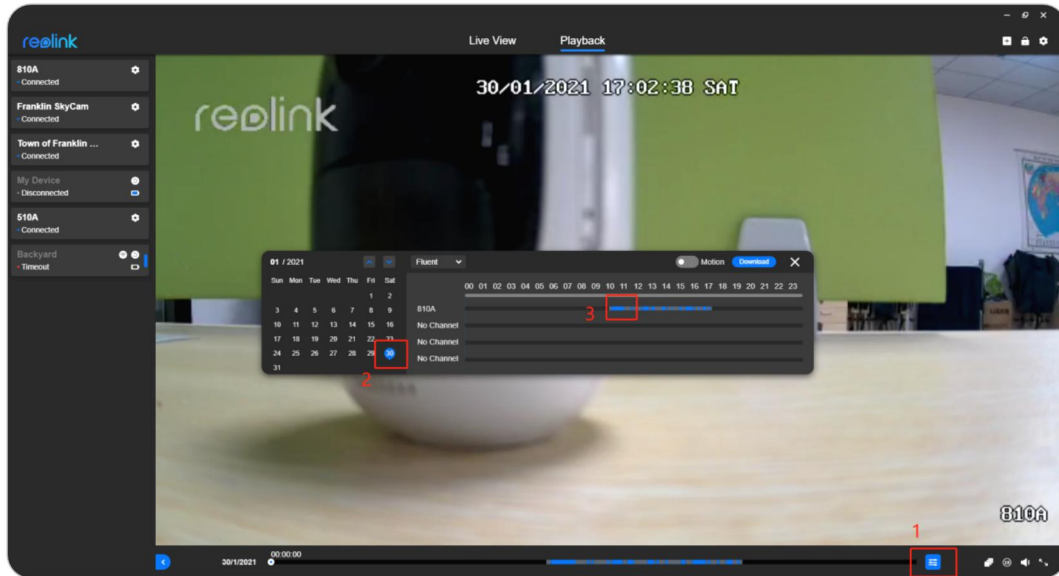 reolink
Live View Playback
810A
Connected
Franklin SkyCam
Connected
Town of Franklin ...
Connected
My Device
Disconnected
510A
Connected
Backyard
Timeout
30/01/2021 17:02:38 SAT
reolink
01 / 2021 Fluent Motion Download
Sun Mon Tue Wed Thu Fri Sat
00 01 02 03 04 05 06 07 08 09 10 11 12 13 14 15 16 17 18 19 20 21 22 23
1 2
3 4 5 6 7 8 9
10 11 12 13 14 15 16
17 18 19 20 21 22 23
24 25 26 27 28 29 30
31
810A
No Channel
No Channel
No Channel
3
2
810A
1
30/1/2021 00:00:00